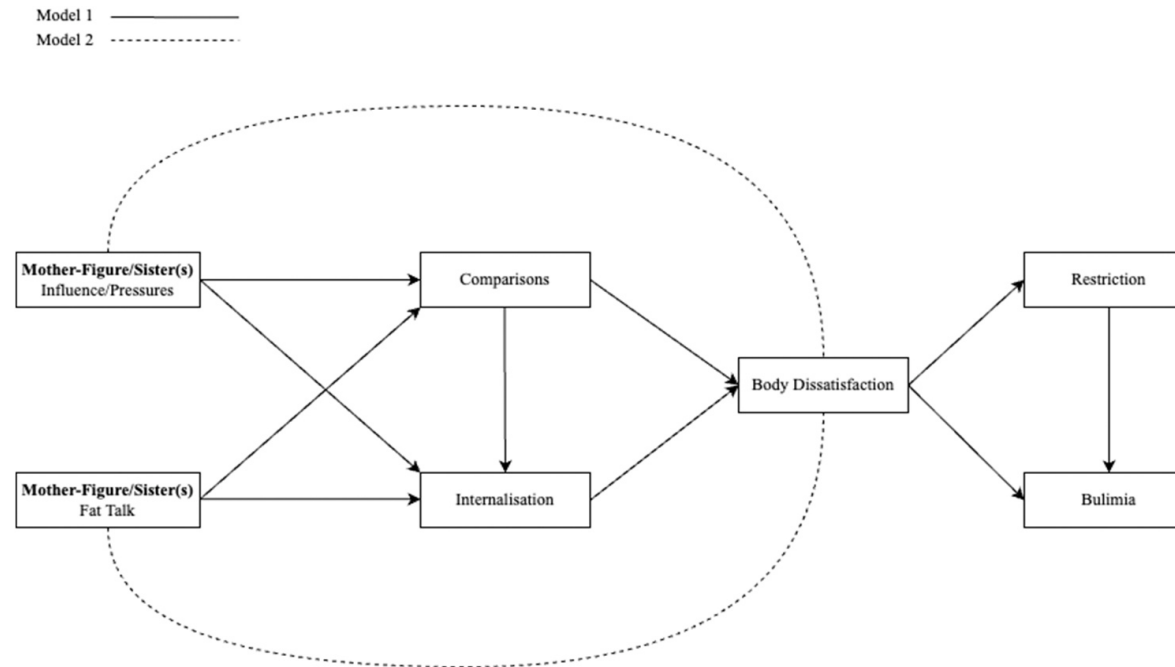 Model 1
Model 2
Mother-Figure/Sister(s)
Influence/Pressures
Comparisons
Restriction
Body Dissatisfaction
Mother-Figure/Sister(s)
Fat Talk
Internalisation
Bulimia